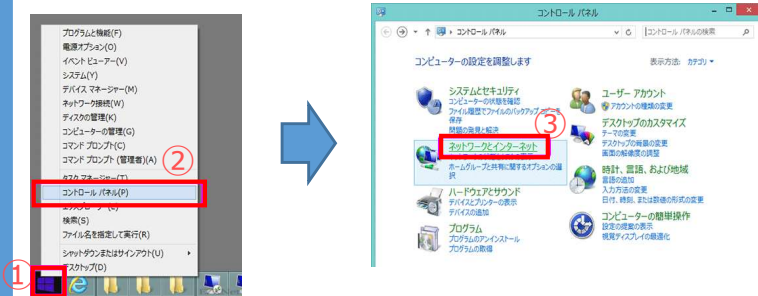 プログラムと機能(F)
電源オプション(O)
イベント ビューアー(V)
システム(Y)
デバイス マネージャー(M)
ネットワーク接続(W)
ディスクの管理(K)
コンピューターの管理(G)
コマンド プロンプト(C)
コマンド プロンプト (管理者)(A)
②
タスク マネージャー(T)
コントロール パネル(P)
検索(S)
ファイル名を指定して実行(R)
シャットダウンまたはサインアウト(U)
デスクトップ(D)
①
コントロール パネル
コントロール パネル
コントロール パネルの検索
コンピューターの設定を調整します
表示方法: カテゴリ
システムとセキュリティ
コンピューターの状態を確認
ファイル履歴でファイルのバックアップ コピーを
保存
問題の発見と解決
③
ネットワークとインターネット
ホームグループと共有に関するオプションの選
択
ハードウェアとサウンド
デバイスとプリンターの表示
デバイスの追加
プログラム
プログラムのアンインストール
プログラムの取得
ユーザー アカウント
アカウントの種類の変更
デスクトップのカスタマイズ
テーマの変更
デスクトップの背景の変更
画面の解像度の調整
時計、言語、および地域
言語の追加
入力方法の変更
日付、時刻、または数値の形式の変更
コンピューターの簡単操作
設定の提案の表示
視覚ディスプレイの最適化